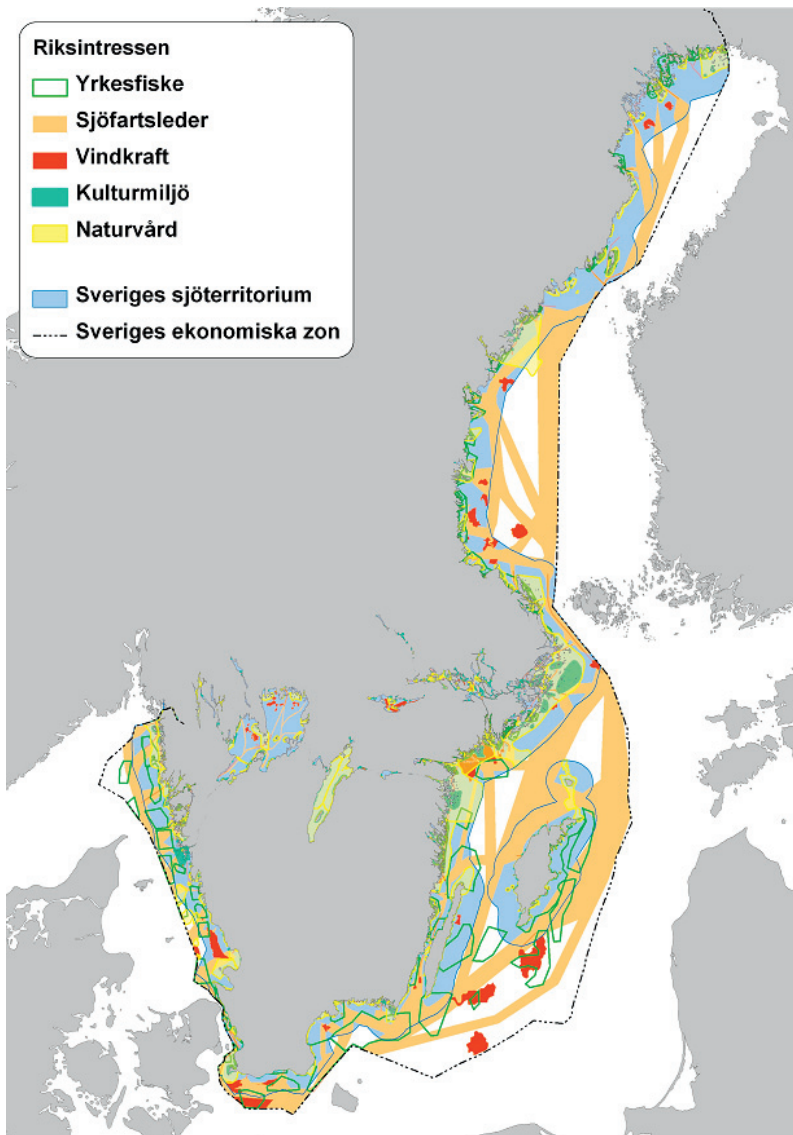 Riksintressen
Yrkesfiske
Sjöfartsleder
Vindkraft
Kulturmiljö
Naturvård
Sveriges sjöterritorium
Sveriges ekonomiska zon